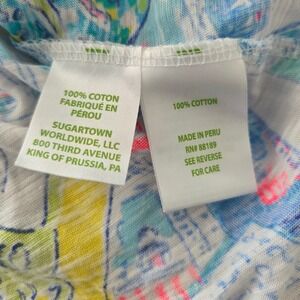 100% COTON
FABRIQUÉ EN
PÉROU
SUGARTOWN
WORLDWIDE, LLC
800 THIRD AVENUE
KING OF PRUSSIA, PA
100% COTTON
MADE IN PERU
RN# 88189
SEE REVERSE
FOR CARE